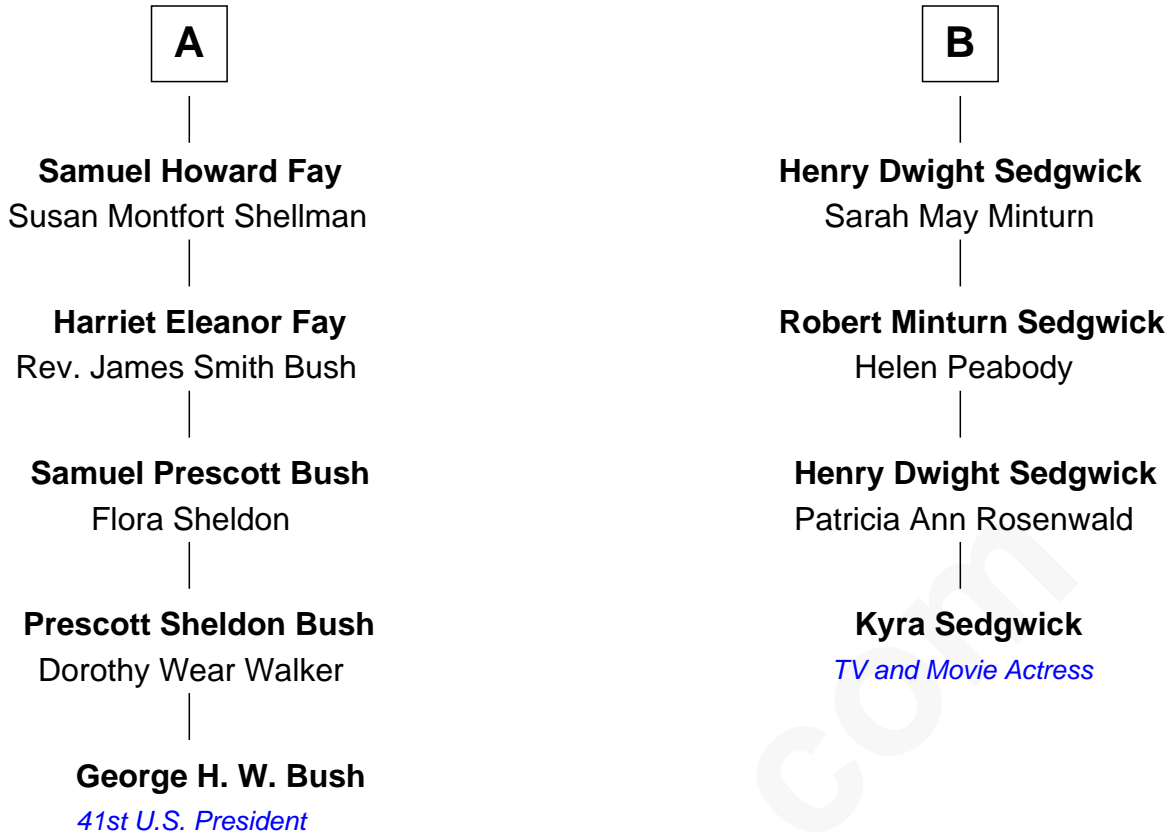 A
Samuel Howard Fay
Susan Montfort Shellman
Harriet Eleanor Fay
Rev. James Smith Bush
Samuel Prescott Bush
Flora Sheldon
Prescott Sheldon Bush
Dorothy Wear Walker
George H. W. Bush
41st U.S. President
B
Henry Dwight Sedgwick
Sarah May Minturn
Robert Minturn Sedgwick
Helen Peabody
Henry Dwight Sedgwick
Patricia Ann Rosenwald
Kyra Sedgwick
TV and Movie Actress
com